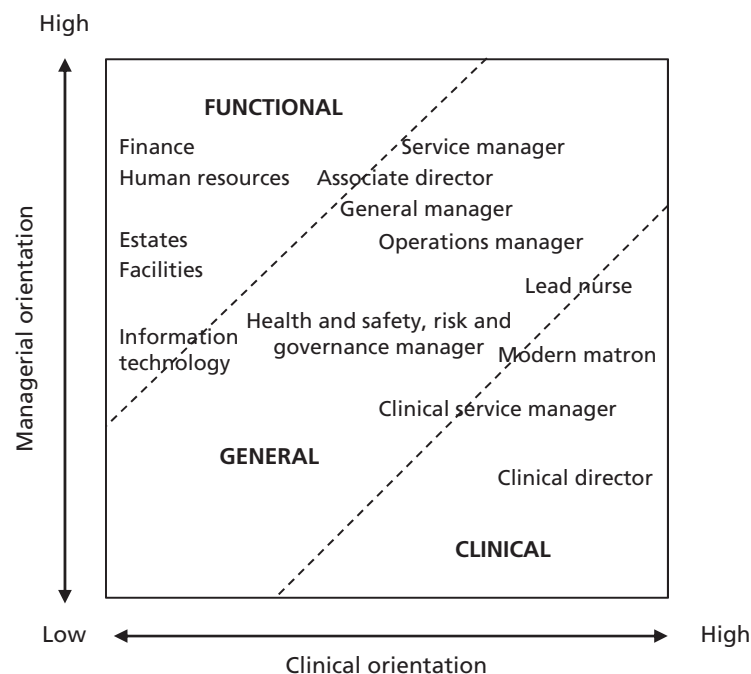 High
FUNCTIONAL
Finance
Service manager
Human resources
Associate director
General manager
Estates
Operations manager
Facilities
Lead nurse
Health and safety, risk and
governance manager
Information
technology
Modern matron
Clinical service manager
GENERAL
Clinical director
CLINICAL
Managerial orientation
Low
High
Clinical orientation